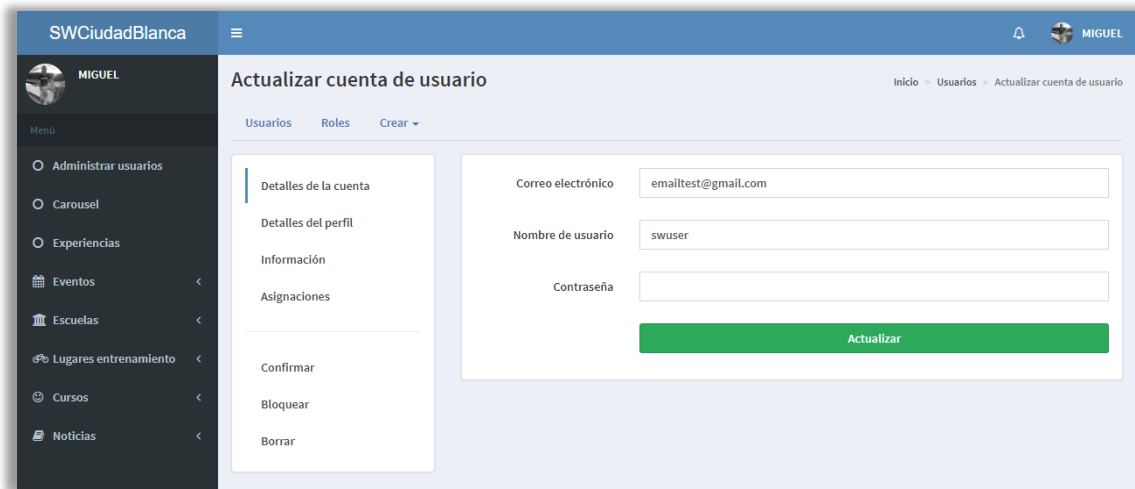 SWCiudadBlanca
MIGUEL
MIGUEL
Menú
Administrar usuarios
Carousel
Experiencias
Eventos
Escuelas
Lugares entrenamiento
Cursos
Noticias
Actualizar cuenta de usuario
Inicio > Usuarios > Actualizar cuenta de usuario
Usuarios Roles Crear
Detalles de la cuenta
Detalles del perfil
Información
Asignaciones
Confirmar
Bloquear
Borrar
Correo electrónico emailtest@gmail.com
Nombre de usuario swuser
Contraseña
Actualizar